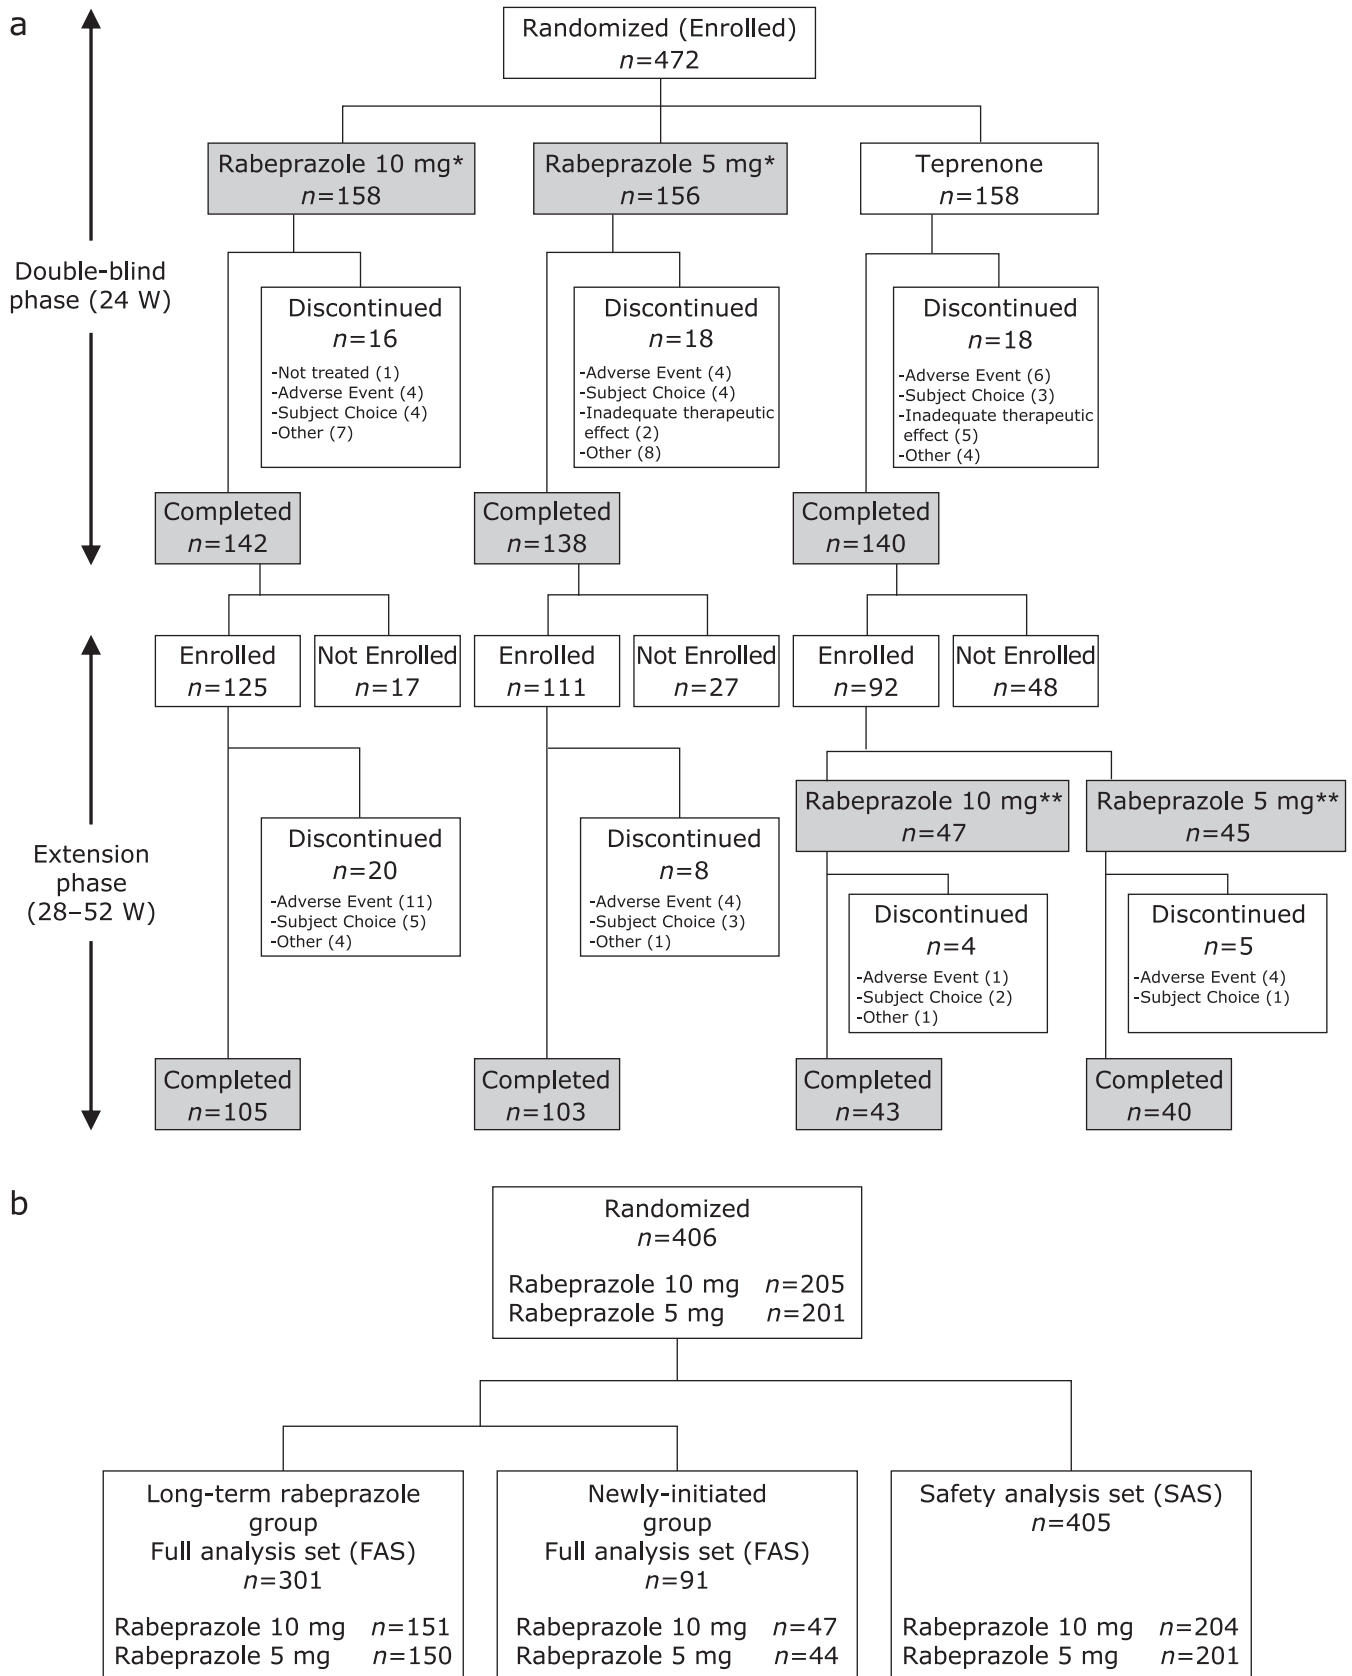 a
Randomized (Enrolled)
n=472
Rabeprazole 10 mg*
n=158
Rabeprazole 5 mg*
n=156
Teprenone
n=158
Double-blind
phase (24 W)
Discontinued
n=16
-Not treated (1)
-Adverse Event (4)
-Subject Choice (4)
-Other (7)
Discontinued
n=18
-Adverse Event (4)
-Subject Choice (4)
-Inadequate therapeutic
effect (2)
-Other (8)
Discontinued
n=18
-Adverse Event (6)
-Subject Choice (3)
-Inadequate therapeutic
effect (5)
-Other (4)
Completed
n=142
Completed
n=138
Completed
n=140
Enrolled
n=125
Not Enrolled
n=17
Enrolled
n=111
Not Enrolled
n=27
Enrolled
n=92
Not Enrolled
n=48
Extension
phase
(28–52 W)
Discontinued
n=20
-Adverse Event (11)
-Subject Choice (5)
-Other (4)
Discontinued
n=8
-Adverse Event (4)
-Subject Choice (3)
-Other (1)
Rabeprazole 10 mg**
n=47
Rabeprazole 5 mg**
n=45
Discontinued
n=4
-Adverse Event (1)
-Subject Choice (2)
-Other (1)
Discontinued
n=5
-Adverse Event (4)
-Subject Choice (1)
Completed
n=105
Completed
n=103
Completed
n=43
Completed
n=40
b
Randomized
n=406
Rabeprazole 10 mg n=205
Rabeprazole 5 mg n=201
Long-term rabeprazole
group
Full analysis set (FAS)
n=301
Rabeprazole 10 mg n=151
Rabeprazole 5 mg n=150
Newly-initiated
group
Full analysis set (FAS)
n=91
Rabeprazole 10 mg n=47
Rabeprazole 5 mg n=44
Safety analysis set (SAS)
n=405
Rabeprazole 10 mg n=204
Rabeprazole 5 mg n=201